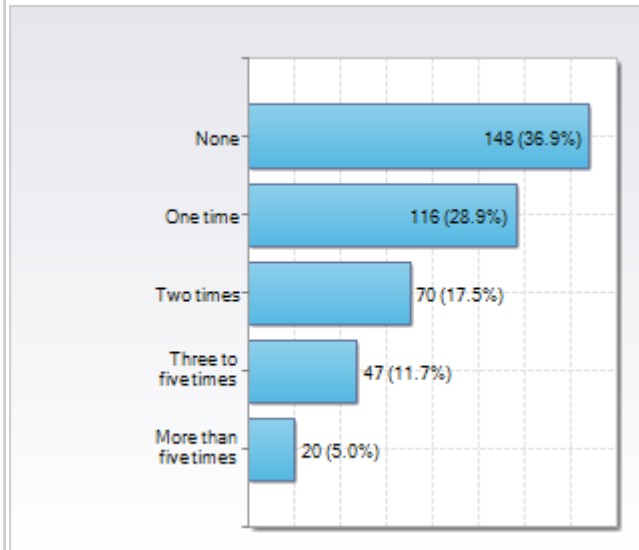 None
148 (36.9%)
One time
116 (28.9%)
Two times
70 (17.5%)
Three to
five times
47 (11.7%)
More than
five times
20 (5.0%)